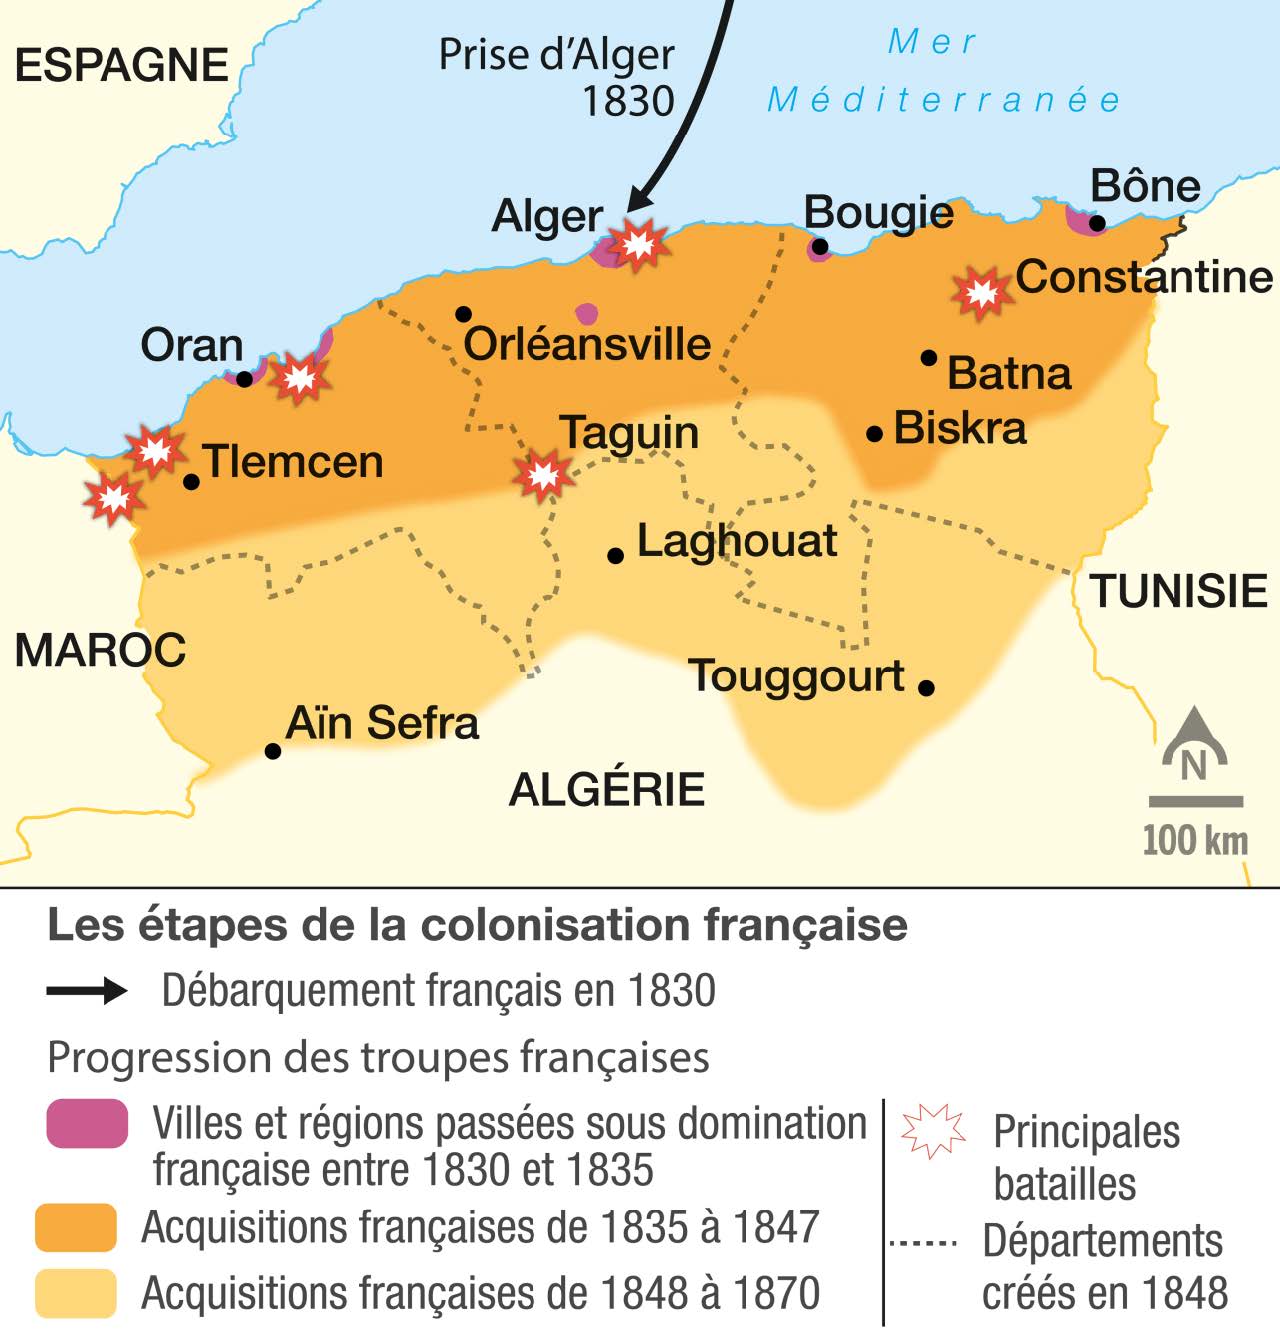 ESPAGNE
Prise d'Alger
1830
Mer
Méditerranée
Alger
Bougie
Bône
Constantine
Oran
Orléansville
Batna
Taguin
Biskra
Tlemcen
Laghouat
TUNISIE
MAROC
Touggourt
Aïn Sefra
ALGÉRIE
N
100 km
Les étapes de la colonisation française
Débarquement français en 1830
Progression des troupes françaises
Villes et régions passées sous domination
française entre 1830 et 1835
Acquisitions françaises de 1835 à 1847
Acquisitions françaises de 1848 à 1870
Principales
batailles
Départements
créés en 1848